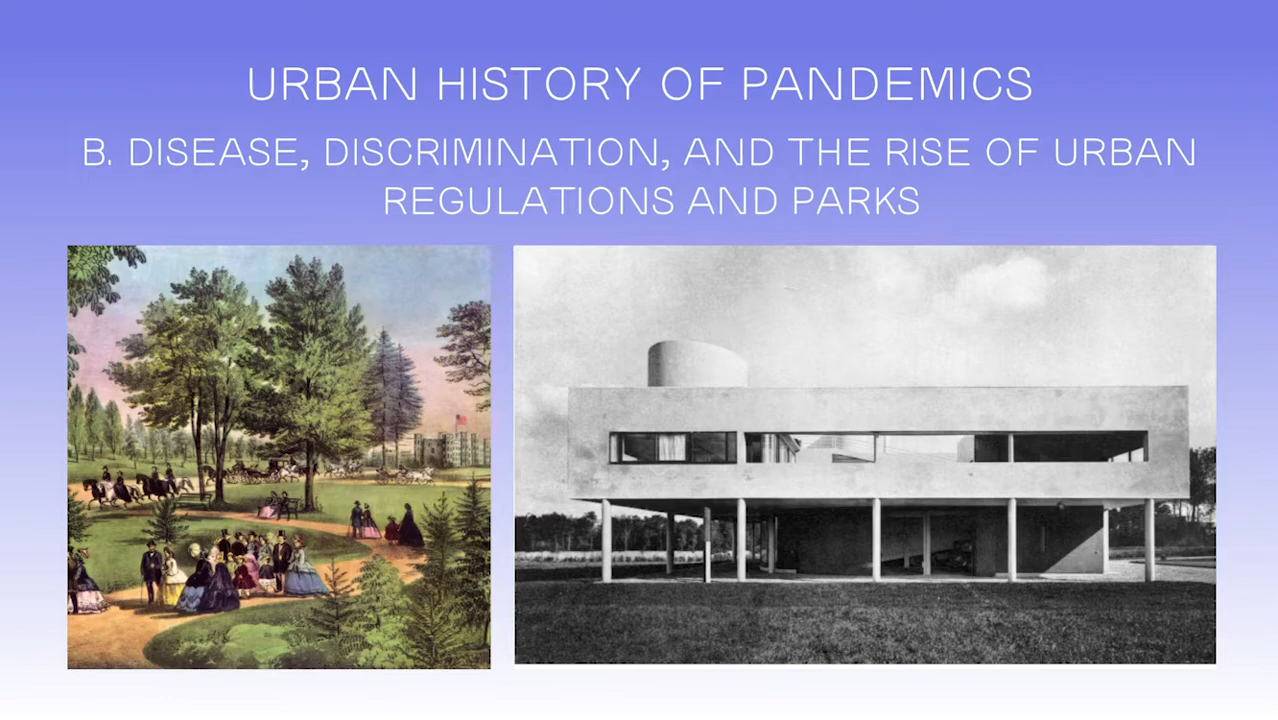 URBAN HISTORY OF PANDEMICS
B. DISEASE, DISCRIMINATION, AND THE RISE OF URBAN
REGULATIONS AND PARKS